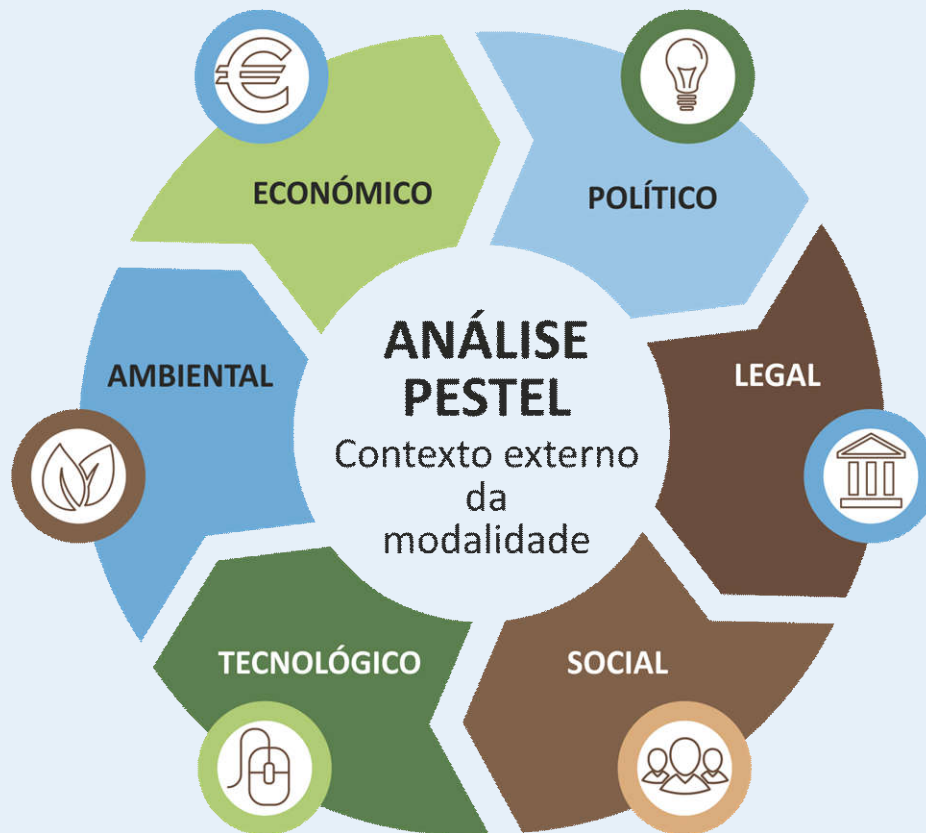 ECONÓMICO
POLÍTICO
AMBIENTAL
ANÁLISE
PESTEL
Contexto externo
da
modalidade
LEGAL
TECNOLÓGICO
SOCIAL